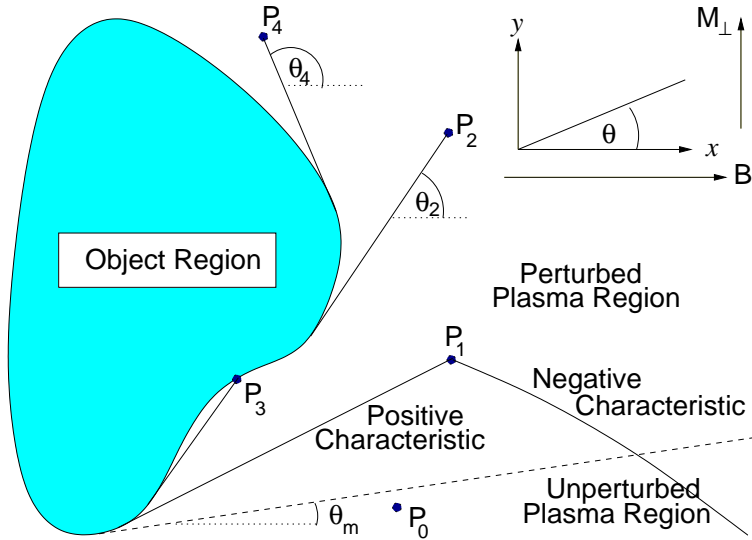 P₄
θ₄
P₂
θ₂
y
x
θ
M⊥
B
Object Region
Perturbed
Plasma Region
P₁
P₃
Positive
Characteristic
Negative
Characteristic
θₘ
P₀
Unperturbed
Plasma Region